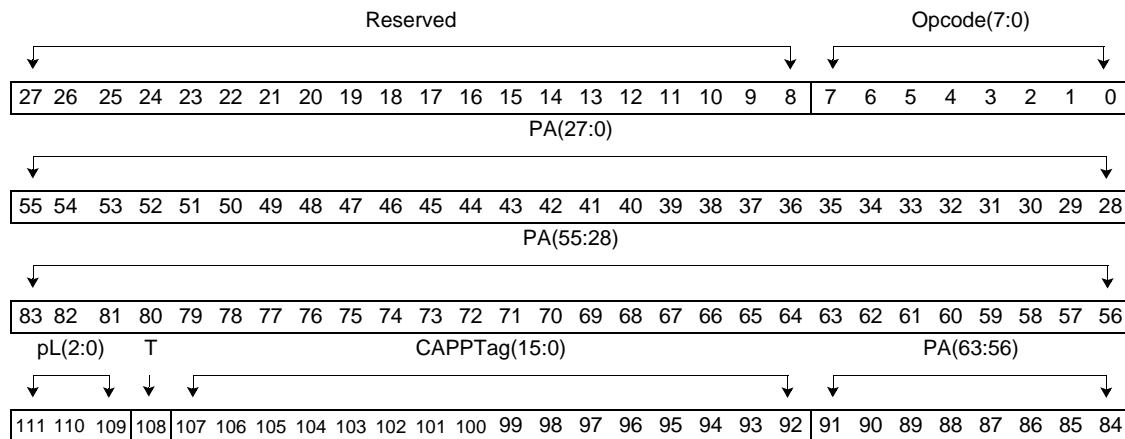 Reserved Opcode(7:0)
27 26 25 24 23 22 21 20 19 18 17 16 15 14 13 12 11 10 9 8 7 6 5 4 3 2 1 0
PA(27:0)
55 54 53 52 51 50 49 48 47 46 45 44 43 42 41 40 39 38 37 36 35 34 33 32 31 30 29 28
PA(55:28)
83 82 81 80 79 78 77 76 75 74 73 72 71 70 69 68 67 66 65 64 63 62 61 60 59 58 57 56
pL(2:0) T CAPPTag(15:0) PA(63:56)
111 110 109 108 107 106 105 104 103 102 101 100 99 98 97 96 95 94 93 92 91 90 89 88 87 86 85 84